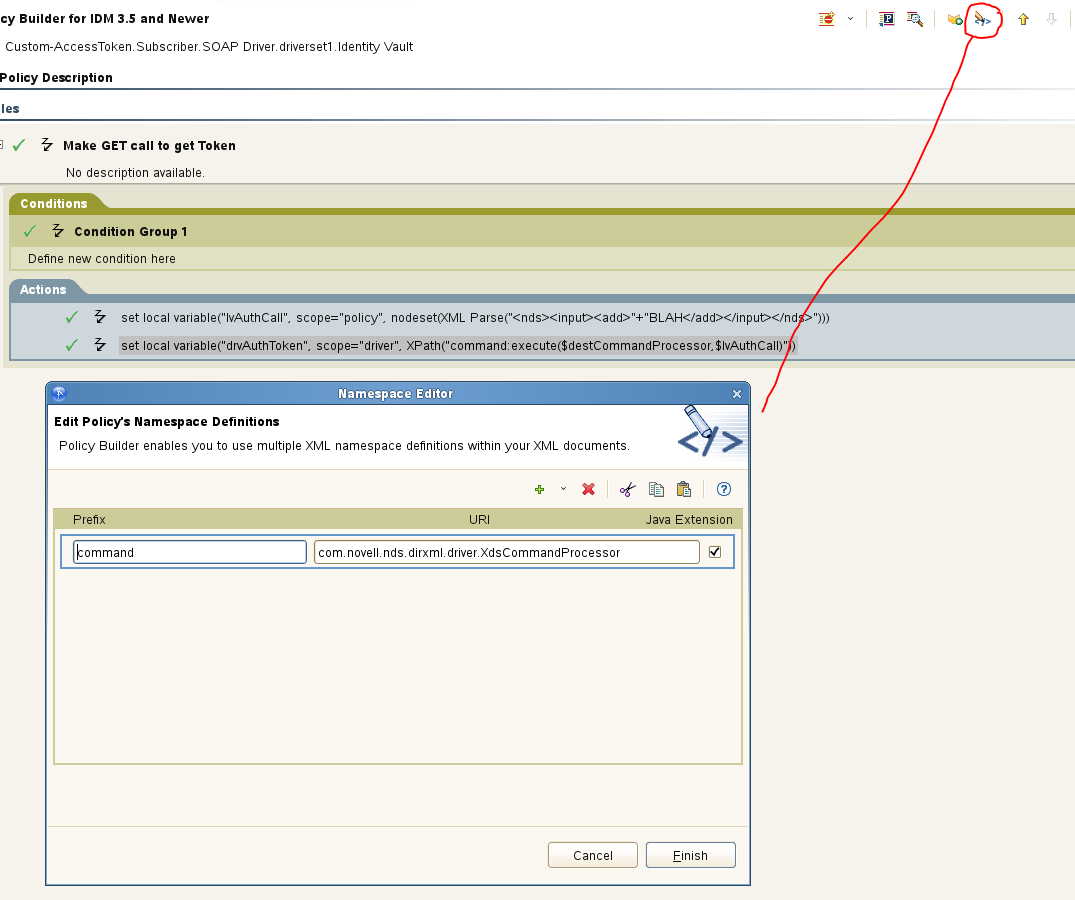 cy Builder for IDM 3.5 and Newer
Custom-AccessToken.Subscriber.SOAP Driver.driverset1.Identity Vault
Policy Description
les
Make GET call to get Token
No description available.
Conditions
Condition Group 1
Define new condition here
Actions
set local variable("lvAuthCall", scope="policy", nodeset(XML Parse("<nds><input><add>"+"BLAH</add></input></nds>")))
set local variable("drvAuthToken", scope="driver", XPath("command:execute($destCommandProcessor,$lvAuthCall)"))
Namespace Editor
Edit Policy's Namespace Definitions
Policy Builder enables you to use multiple XML namespace definitions within your XML documents.
Prefix URI Java Extension
command com.novell.nds.dirxml.driver.XdsCommandProcessor
Cancel Finish